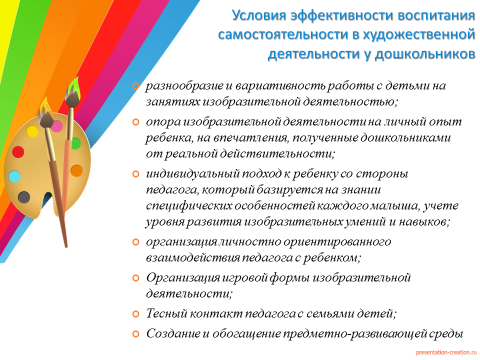 Условия эффективности воспитания
самостоятельности в художественной
деятельности у дошкольников
разнообразие и вариативность работы с детьми на
занятиях изобразительной деятельностью;
опора изобразительной деятельности на личный опыт
ребенка, на впечатления, полученные дошкольниками
от реальной действительности;
индивидуальный подход к ребенку со стороны
педагога, который базируется на знании
специфических особенностей каждого малыша, учете
уровня развития изобразительных умений и навыков;
организация личностно ориентированного
взаимодействия педагога с ребенком;
Организация игровой формы изобразительной
деятельности;
Тесный контакт педагога с семьями детей;
Создание и обогащение предметно-развивающей среды
presentation-creation.ru